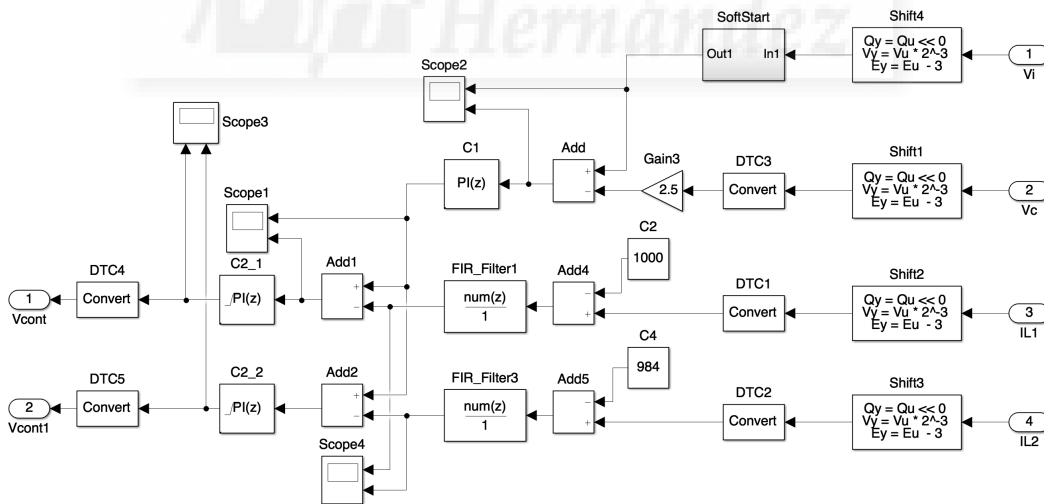 Hernández
SoftStart
Shift4
Out1
In1
Qy = Qu << 0
Vy = Vu * 2^-3
Ey = Eu - 3
1
Vi
Scope2
Scope3
C1
Add
Gain3
DTC3
Shift1
PI(z)
+
−
2.5
Convert
Qy = Qu << 0
Vy = Vu * 2^-3
Ey = Eu - 3
2
Vc
Scope1
C2
1000
DTC4
C2_1
Add1
FIR_Filter1
Add4
DTC1
Shift2
1
Vcont
Convert
PI(z)
+
−
num(z)
1
−
+
Convert
Qy = Qu << 0
Vy = Vu * 2^-3
Ey = Eu - 3
3
IL1
C4
984
DTC5
C2_2
Add2
FIR_Filter3
Add5
DTC2
Shift3
2
Vcont1
Convert
PI(z)
+
−
num(z)
1
−
+
Convert
Qy = Qu << 0
Vy = Vu * 2^-3
Ey = Eu - 3
4
IL2
Scope4